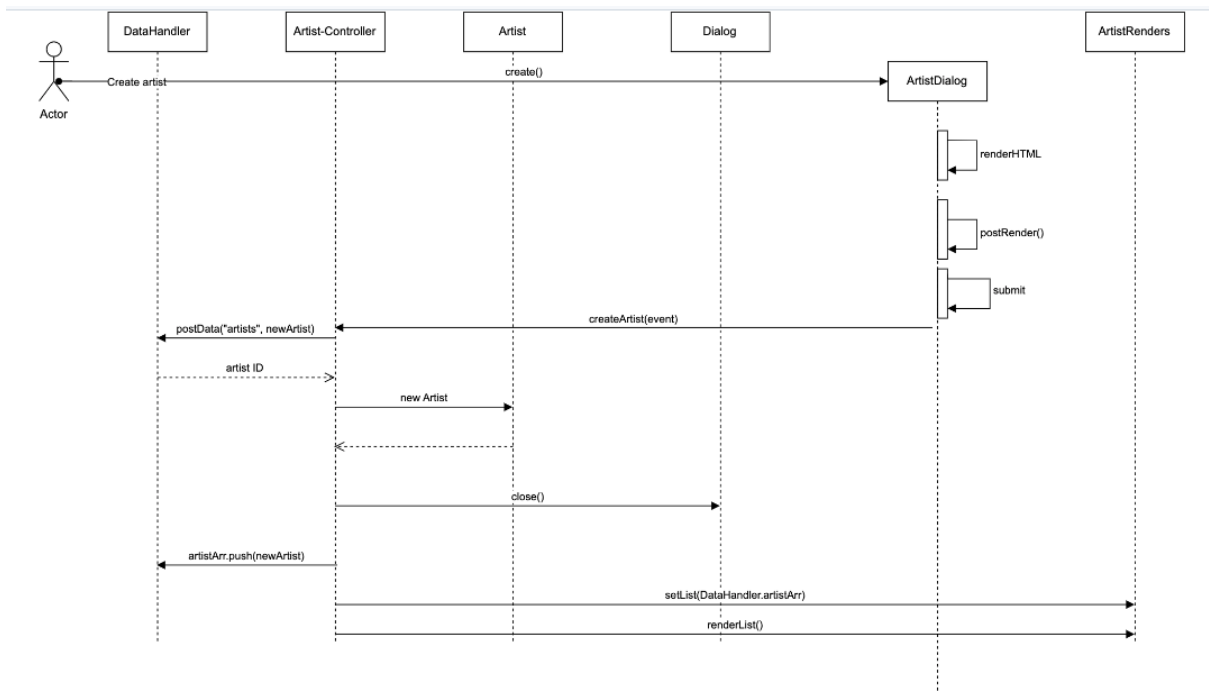 DataHandler
Artist-Controller
Artist
Dialog
ArtistRenders
Actor
Create artist
create()
ArtistDialog
renderHTML
postRender()
submit
createArtist(event)
postData("artists", newArtist)
artist ID
new Artist
close()
artistArr.push(newArtist)
setList(DataHandler.artistArr)
renderList()